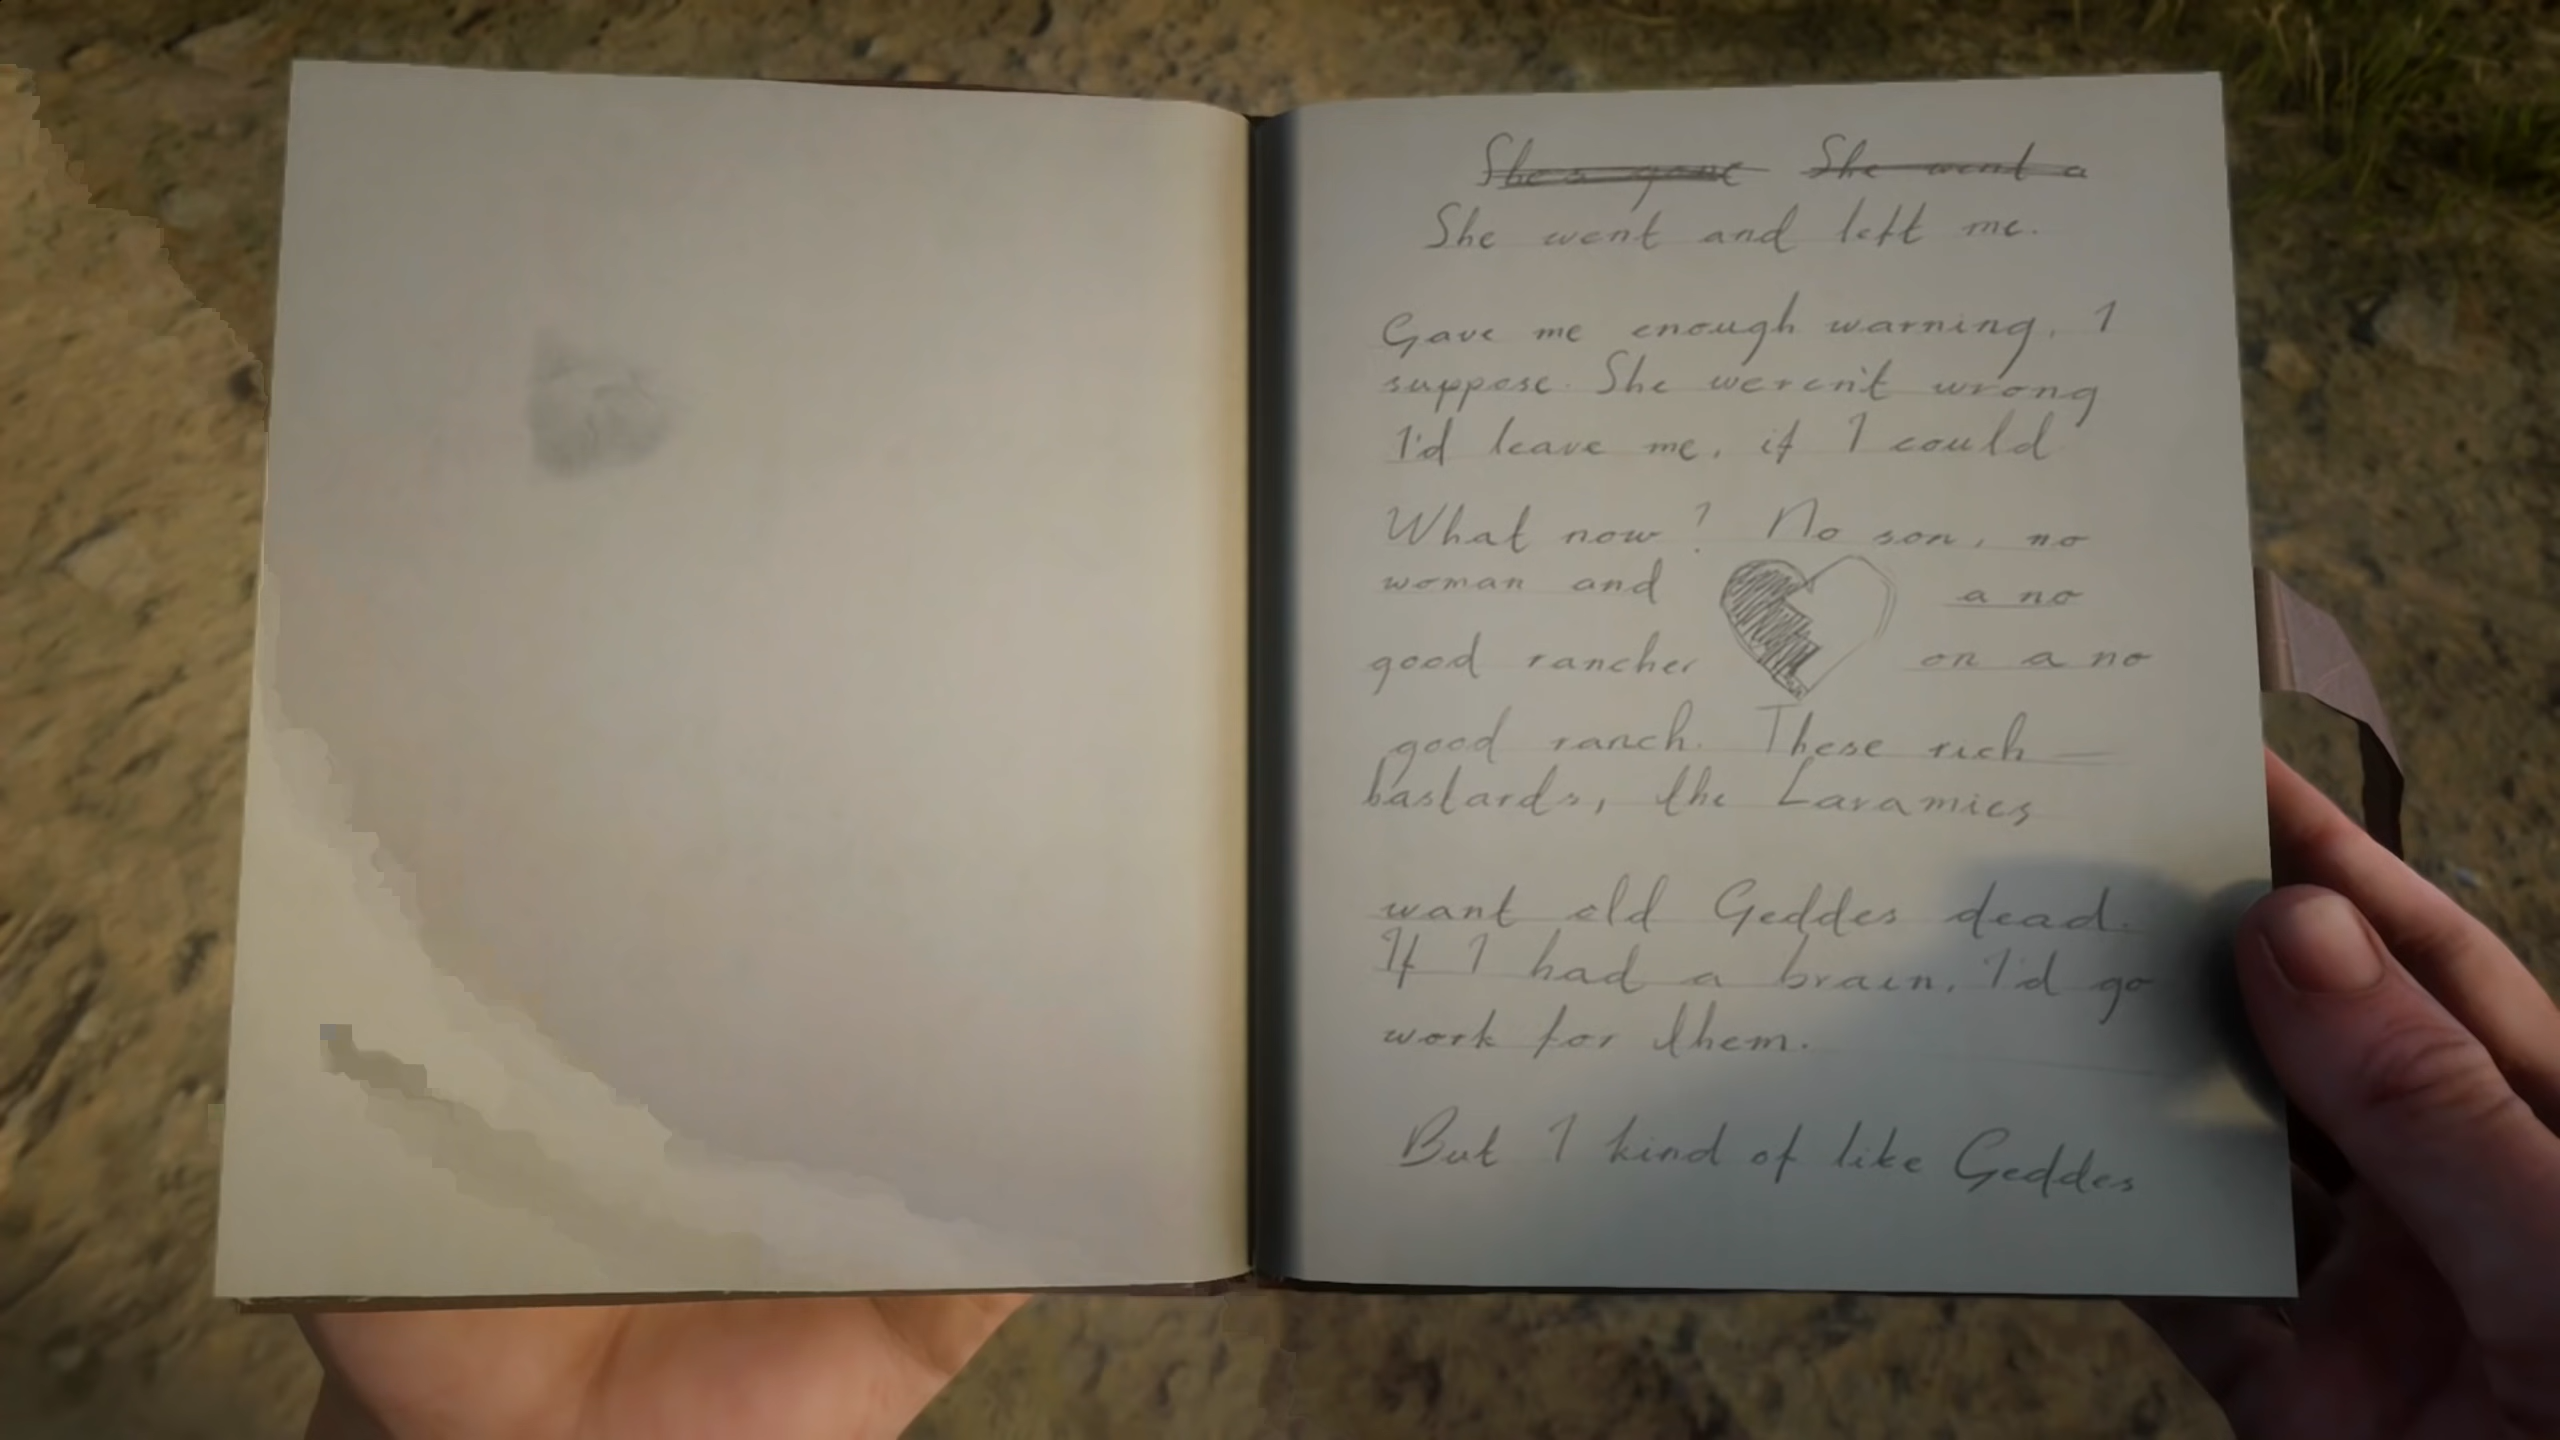 She's gone She went a
She went and left me.
Gave me enough warning, I
suppose. She weren't wrong
I'd leave me, if I could
What now? No son, no
woman and a no
good rancher on a no
good ranch. These rich
bastards, the Laramies
want old Geddes dead.
If I had a brain, I'd go
work for them.
But I kind of like Geddes